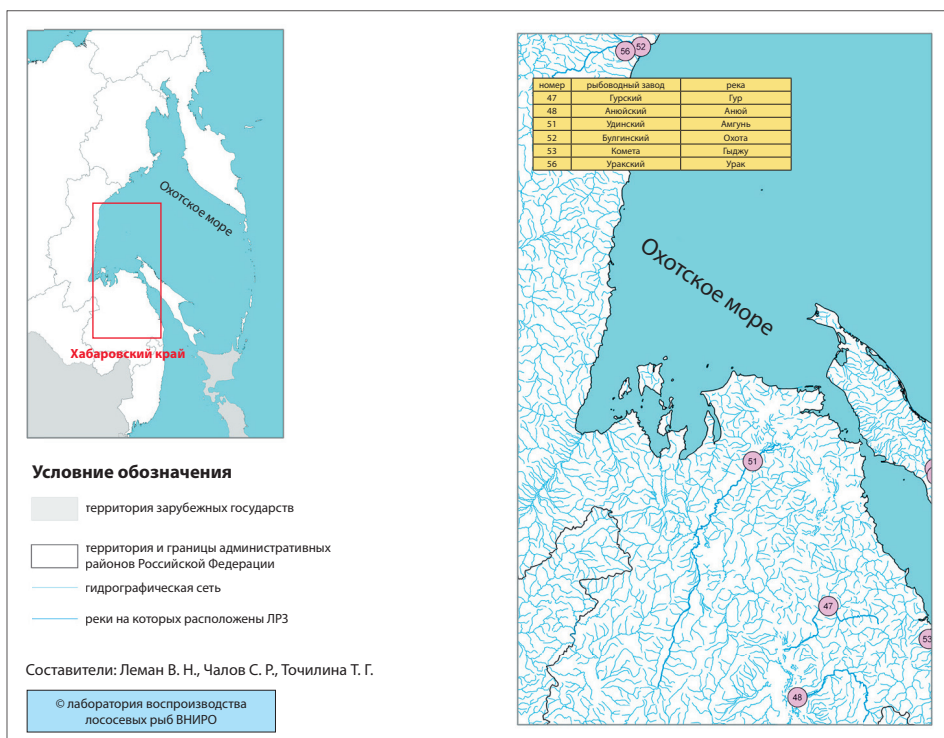 Охотское море
Хабаровский край
Условние обозначения
территория зарубежных государств
территория и границы административных
районов Российской Федерации
гидрографическая сеть
реки на которых расположены ЛРЗ
Составители: Леман В. Н., Чалов С. Р., Точилина Т. Г.
© лаборатория воспроизводства
лососевых рыб ВНИРО
56 52
номер рыбоводный завод река
47 Гурский Гур
48 Анюйский Анюй
51 Удинский Амгунь
52 Булгинский Охота
53 Комета Гыджу
56 Уракский Урак
Охотское море
51
47
53
48